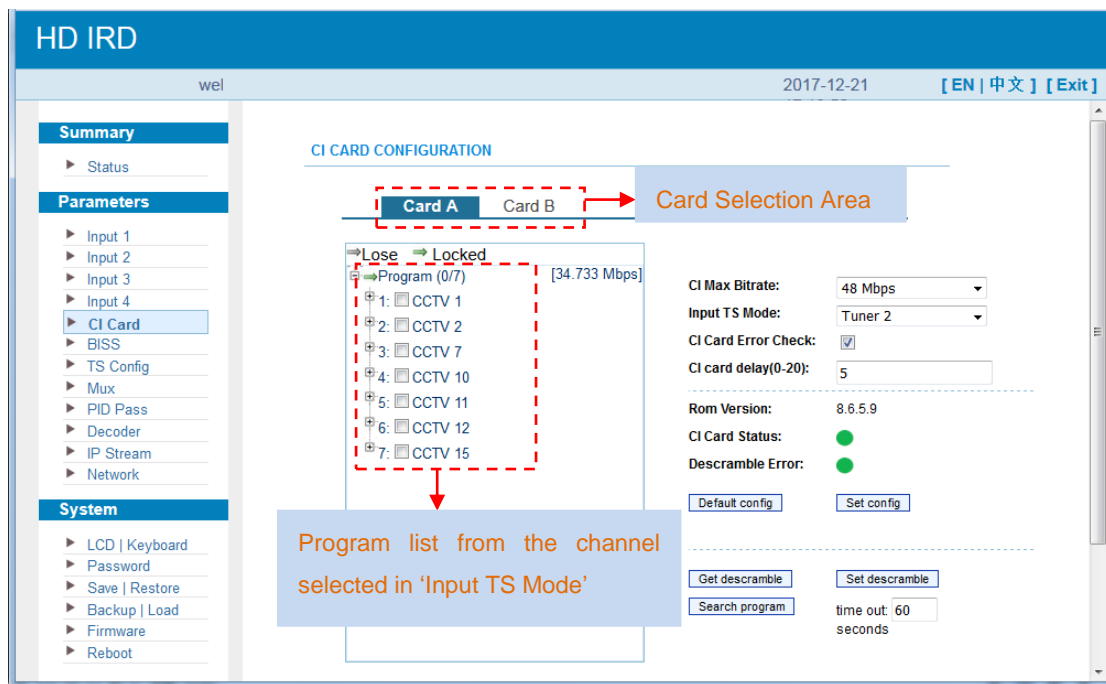 HD IRD
wel
2017-12-21
[ EN | 中文 ] [ Exit ]
Summary
Status
Parameters
Input 1
Input 2
Input 3
Input 4
CI Card
BISS
TS Config
Mux
PID Pass
Decoder
IP Stream
Network
System
LCD | Keyboard
Password
Save | Restore
Backup | Load
Firmware
Reboot
CI CARD CONFIGURATION
Card A Card B
Card Selection Area
Lose Locked
Program (0/7) [34.733 Mbps]
1: CCTV 1
2: CCTV 2
3: CCTV 7
4: CCTV 10
5: CCTV 11
6: CCTV 12
7: CCTV 15
Program list from the channel
selected in ‘Input TS Mode’
CI Max Bitrate: 48 Mbps
Input TS Mode: Tuner 2
CI Card Error Check:
CI card delay(0-20): 5
Rom Version: 8.6.5.9
CI Card Status:
Descramble Error:
Default config Set config
Get descramble Set descramble
Search program time out: 60
seconds